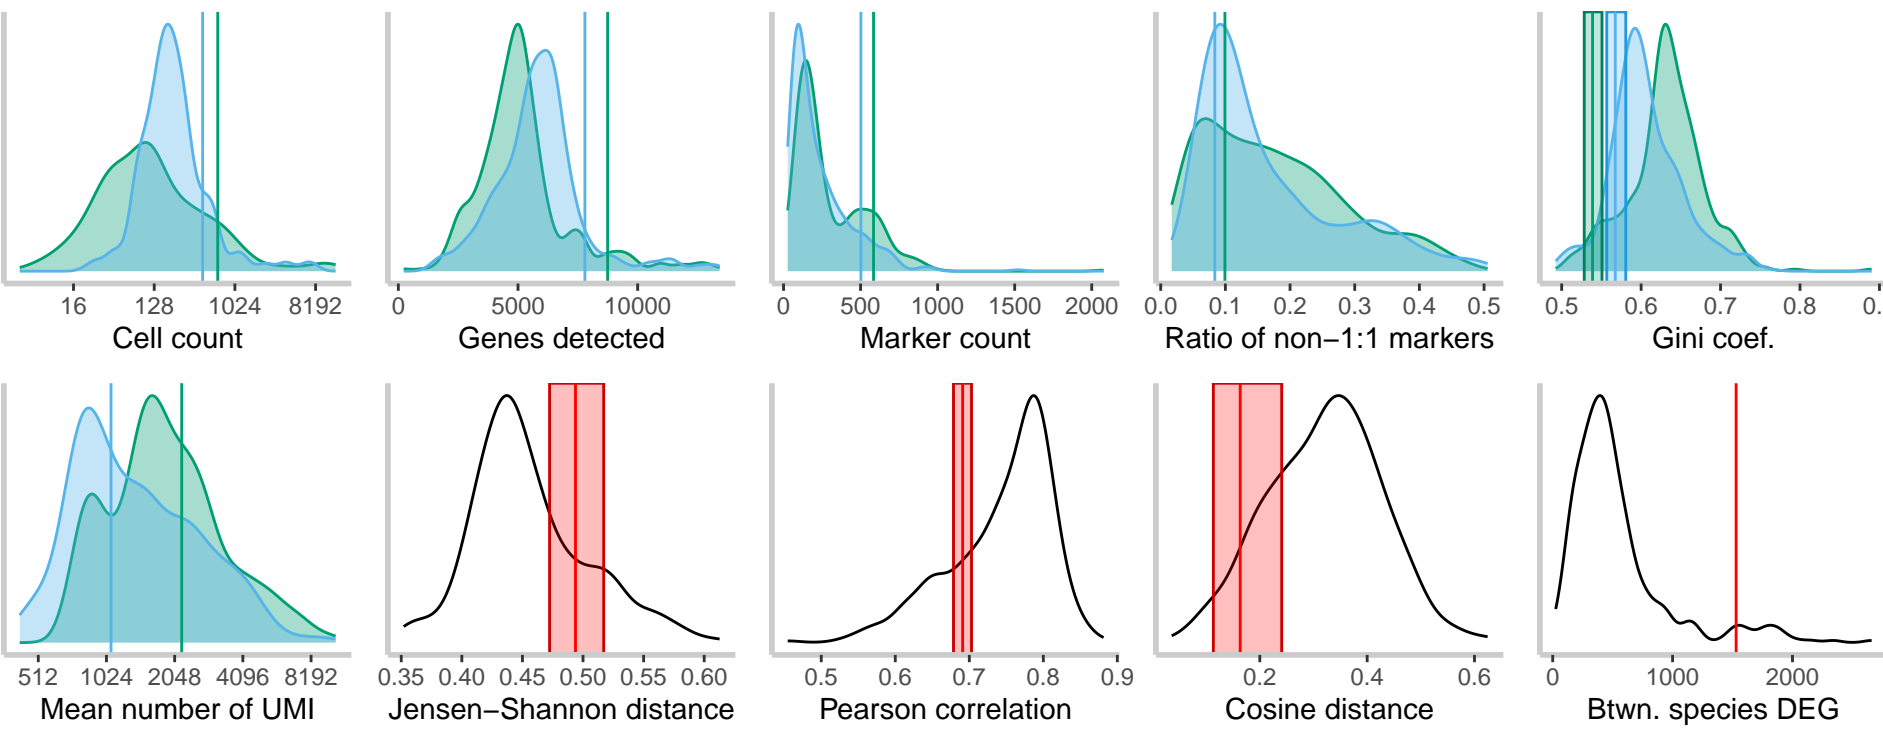 16 128 1024 8192
Cell count
0 5000 10000
Genes detected
0 500 1000 1500 2000
Marker count
0.0 0.1 0.2 0.3 0.4 0.5
Ratio of non−1:1 markers
0.5 0.6 0.7 0.8 0.
Gini coef.
512 1024 2048 4096 8192
Mean number of UMI
0.35 0.40 0.45 0.50 0.55 0.60
Jensen−Shannon distance
0.5 0.6 0.7 0.8 0.9
Pearson correlation
0.2 0.4 0.6
Cosine distance
0 1000 2000
Btwn. species DEG